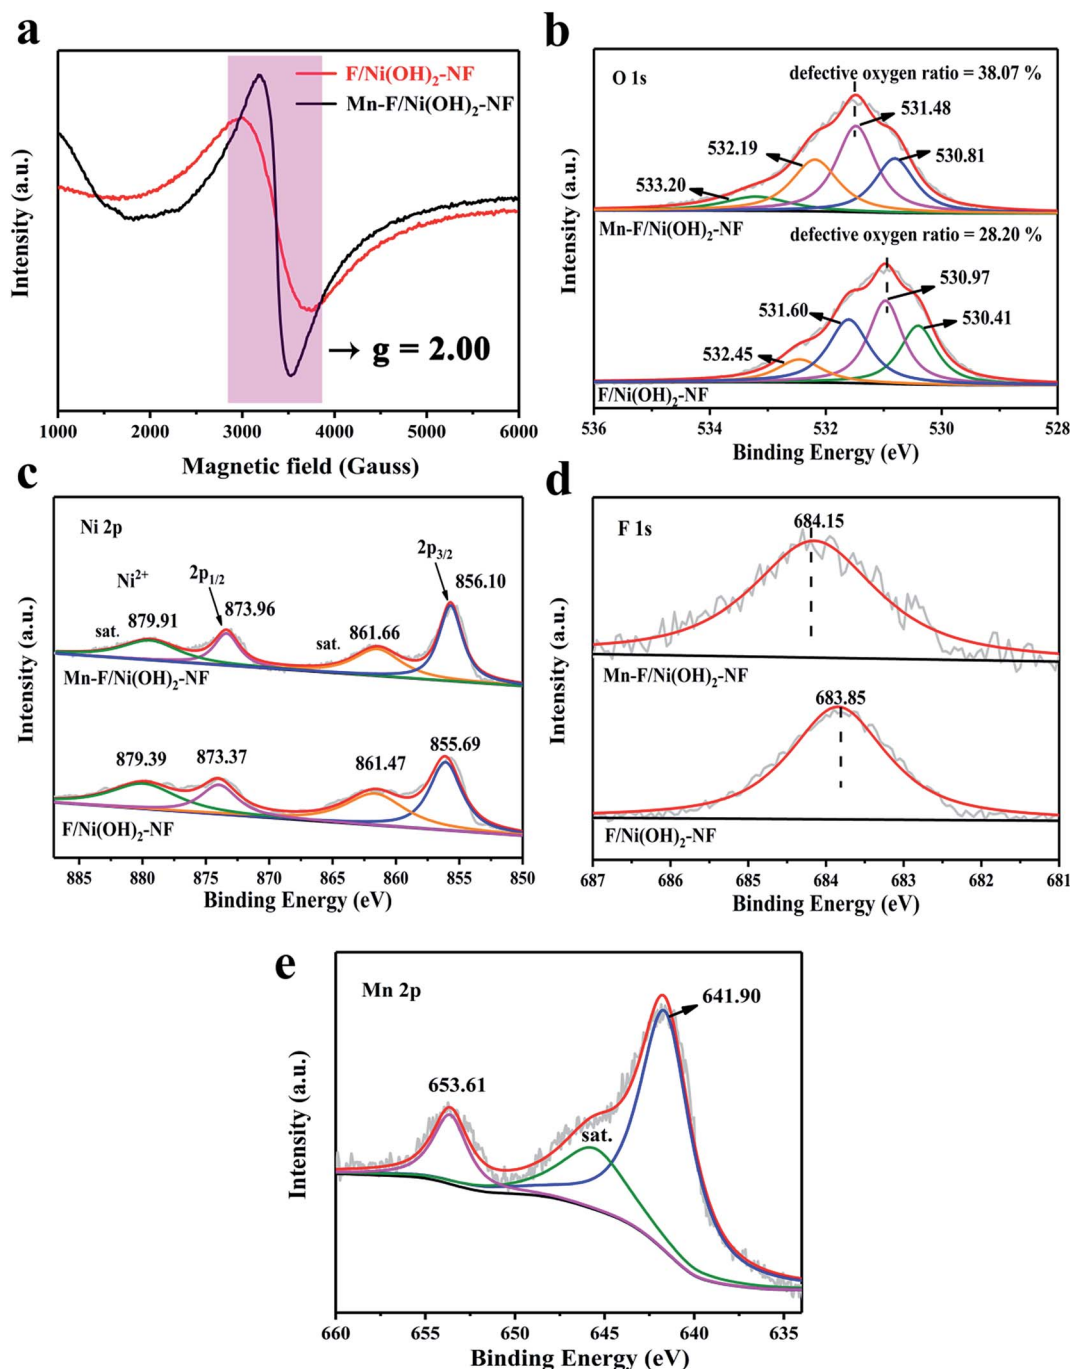 a
F/Ni(OH)₂-NF
Mn-F/Ni(OH)₂-NF
→ g = 2.00
Intensity (a.u.)
1000 2000 3000 4000 5000 6000
Magnetic field (Gauss)
b
O 1s
defective oxygen ratio = 38.07 %
531.48
532.19
530.81
533.20
Mn-F/Ni(OH)₂-NF
defective oxygen ratio = 28.20 %
530.97
531.60
530.41
532.45
F/Ni(OH)₂-NF
Intensity (a.u.)
536 534 532 530 528
Binding Energy (eV)
c
Ni 2p
2p₃/₂
Ni²⁺
2p₁/₂
856.10
879.91
873.96
sat.
sat.
861.66
Mn-F/Ni(OH)₂-NF
879.39
873.37
861.47
855.69
F/Ni(OH)₂-NF
Intensity (a.u.)
885 880 875 870 865 860 855 850
Binding Energy (eV)
d
F 1s
684.15
Mn-F/Ni(OH)₂-NF
683.85
F/Ni(OH)₂-NF
Intensity (a.u.)
687 686 685 684 683 682 681
Binding Energy (eV)
e
Mn 2p
641.90
653.61
sat.
Intensity (a.u.)
660 655 650 645 640 635
Binding Energy (eV)